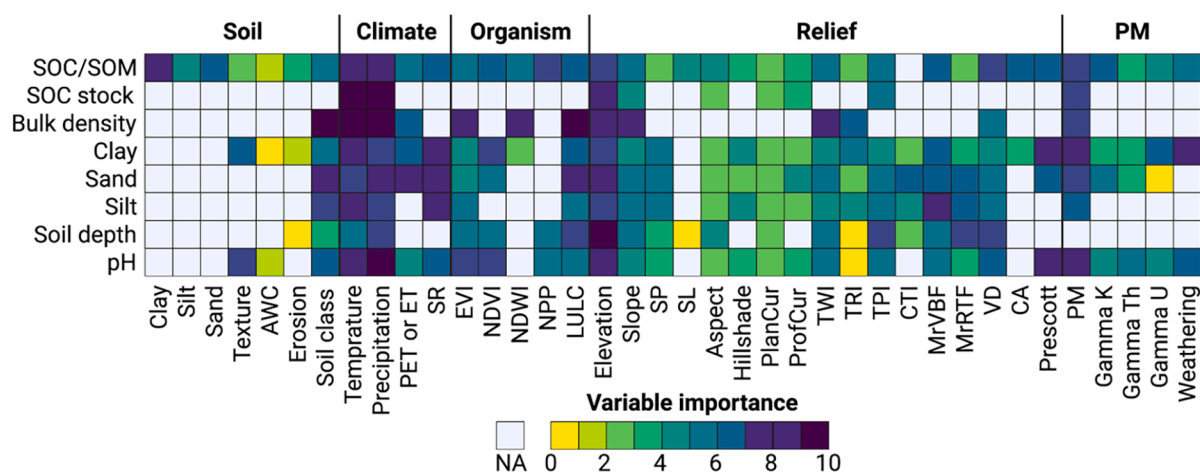 Soil Climate Organism Relief PM
SOC/SOM
SOC stock
Bulk density
Clay
Sand
Silt
Soil depth
pH
Clay
Silt
Sand
Texture
AWC
Erosion
Soil class
Temprature
Precipitation
PET or ET
SR
EVI
NDVI
NDWI
NPP
LULC
Elevation
Slope
SP
SL
Aspect
Hillshade
PlanCur
ProfCur
TWI
TRI
TPI
CTI
MrVBF
MrRTF
VD
CA
Prescott
PM
Gamma K
Gamma Th
Gamma U
Weathering
Variable importance
NA 0 2 4 6 8 10